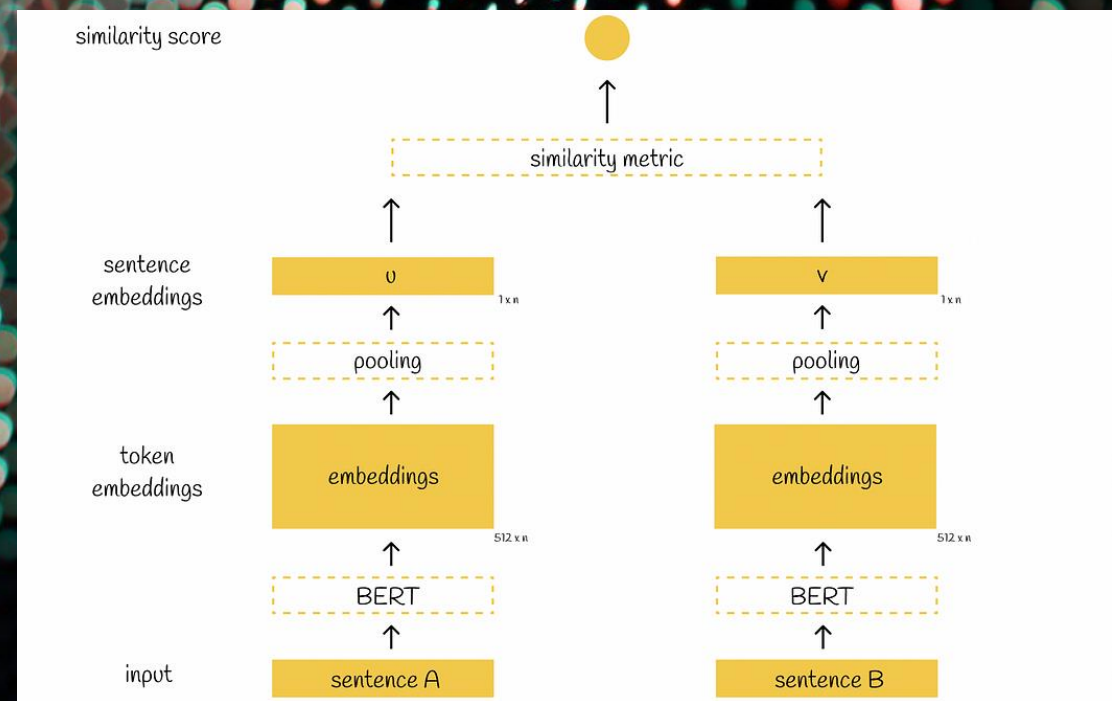 similarity score
similarity metric
sentence
embeddings
u
v
1 x n
1 x n
pooling
pooling
token
embeddings
embeddings
embeddings
512 x n
512 x n
BERT
BERT
input
sentence A
sentence B